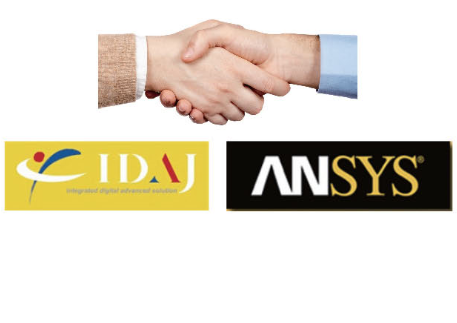 IDAJ
integrated digital advanced solution
ANSYS®